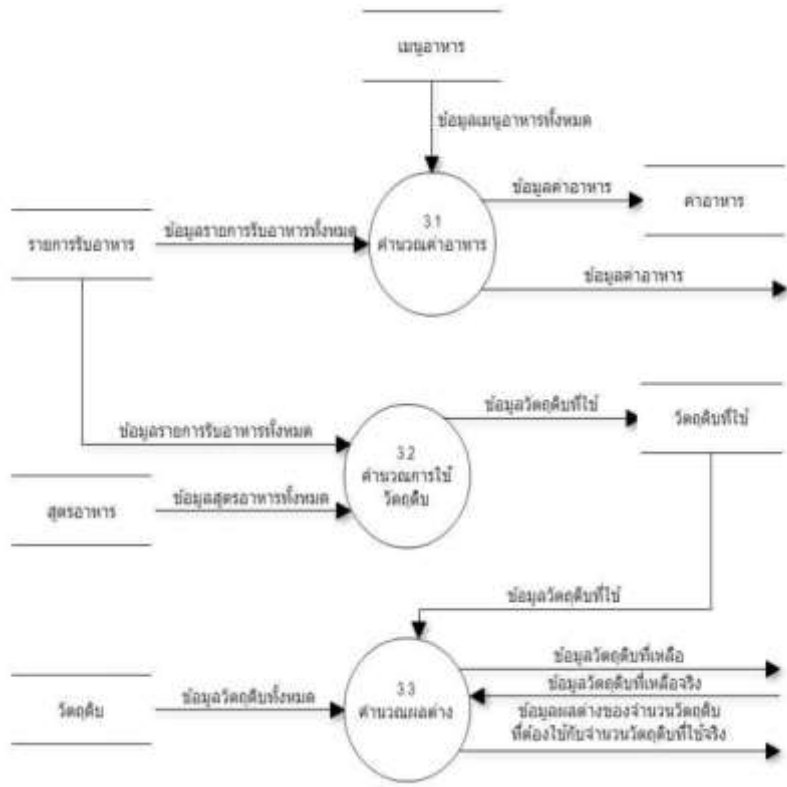 เมนูอาหาร
ข้อมูลเมนูอาหารทั้งหมด
ข้อมูลค่าอาหาร
ค่าอาหาร
3.1
คำนวณค่าอาหาร
รายการรับอาหาร
ข้อมูลรายการรับอาหารทั้งหมด
ข้อมูลค่าอาหาร
ข้อมูลวัตถุดิบที่ใช้
วัตถุดิบที่ใช้
ข้อมูลรายการรับอาหารทั้งหมด
3.2
คำนวณการใช้
วัตถุดิบ
สูตรอาหาร
ข้อมูลสูตรอาหารทั้งหมด
ข้อมูลวัตถุดิบที่ใช้
ข้อมูลวัตถุดิบที่เหลือ
ข้อมูลวัตถุดิบที่เหลือจริง
วัตถุดิบ
ข้อมูลวัตถุดิบทั้งหมด
3.3
คำนวณผลต่าง
ข้อมูลผลต่างของจำนวนวัตถุดิบ
ที่ต้องใช้กับจำนวนวัตถุดิบที่ใช้จริง